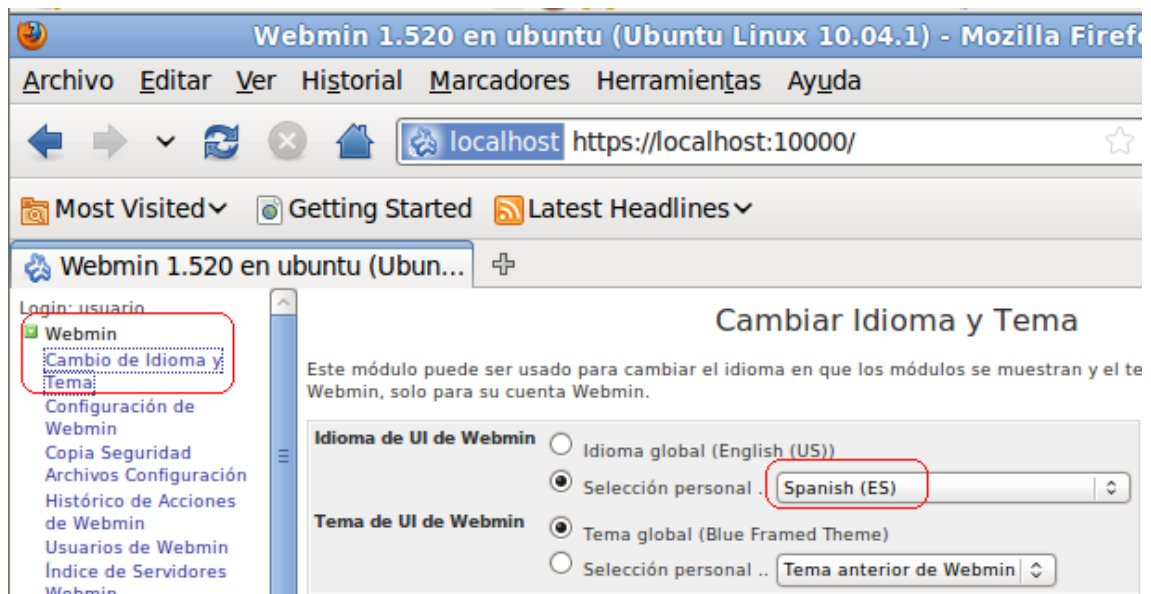 Webmin 1.520 en ubuntu (Ubuntu Linux 10.04.1) - Mozilla Firef
Archivo Editar Ver Historial Marcadores Herramientas Ayuda
localhost https://localhost:10000/
Most Visited Getting Started Latest Headlines
Webmin 1.520 en ubuntu (Ubun...
Login: usuario
Webmin
Cambio de Idioma y
Tema
Configuración de
Webmin
Copia Seguridad
Archivos Configuración
Histórico de Acciones
de Webmin
Usuarios de Webmin
Índice de Servidores
Webmin
Cambiar Idioma y Tema
Este módulo puede ser usado para cambiar el idioma en que los módulos se muestran y el te
Webmin, solo para su cuenta Webmin.
Idioma de UI de Webmin
Idioma global (English (US))
Selección personal .. Spanish (ES)
Tema de UI de Webmin
Tema global (Blue Framed Theme)
Selección personal .. Tema anterior de Webmin